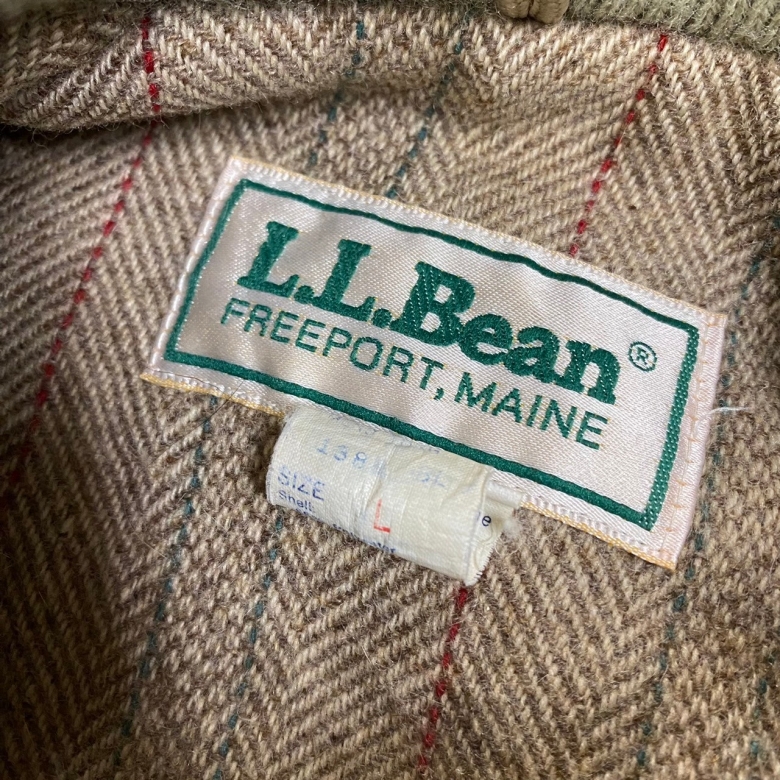 L.L.Bean®
FREEPORT, MAINE
SIZE L
Shell: